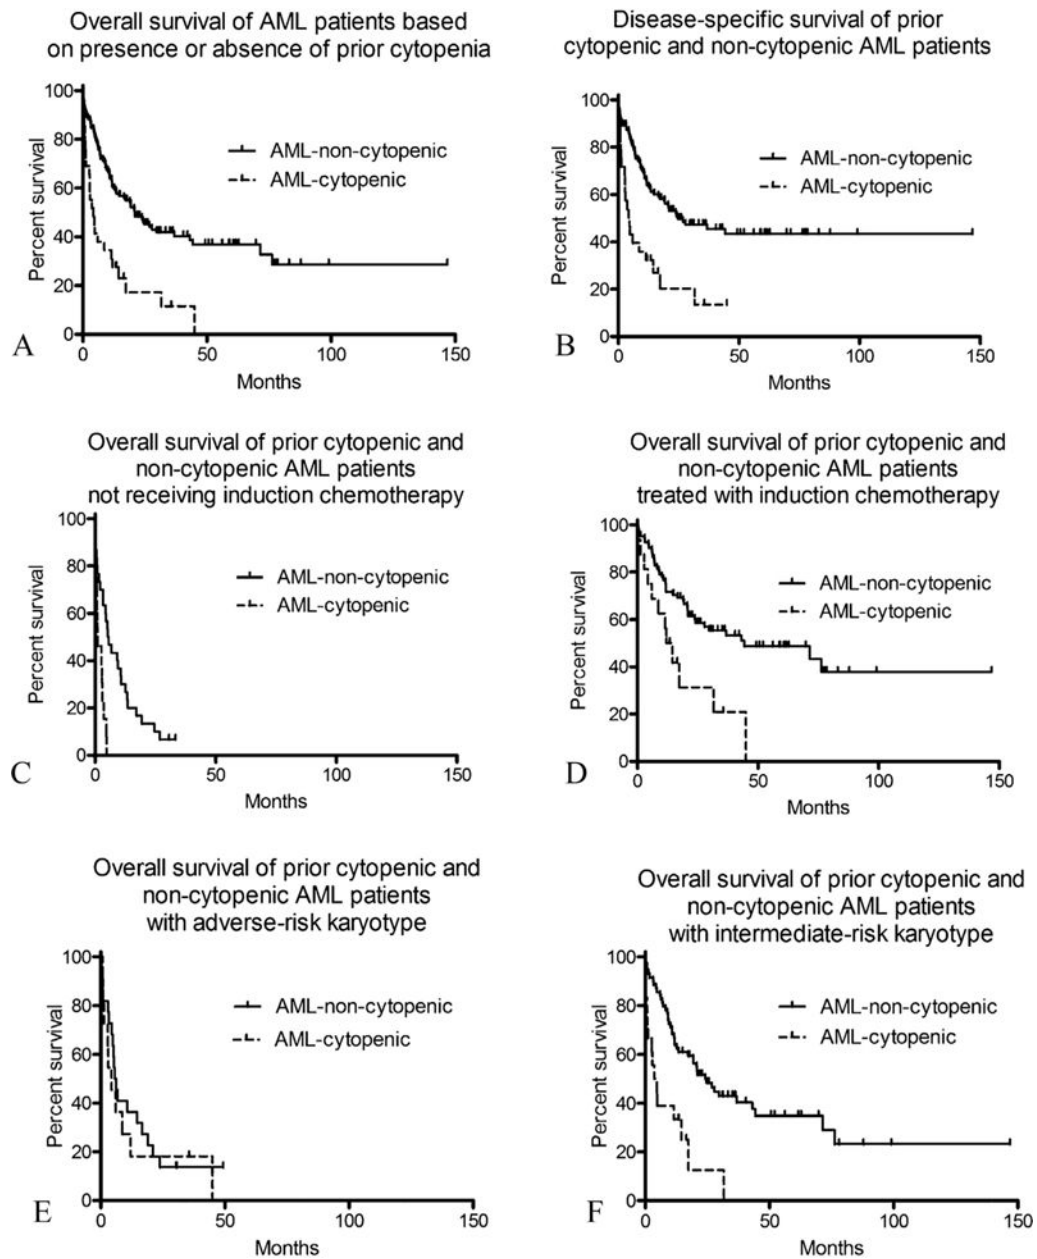 Overall survival of AML patients based
on presence or absence of prior cytopenia
100
80
60
40
20
0
Percent survival
AML-non-cytopenic
AML-cytopenic
0 50 100 150
Months
A
Disease-specific survival of prior
cytopenic and non-cytopenic AML patients
100
80
60
40
20
0
Percent survival
AML-non-cytopenic
AML-cytopenic
0 50 100 150
Months
B
Overall survival of prior cytopenic and
non-cytopenic AML patients
not receiving induction chemotherapy
100
80
60
40
20
0
Percent survival
AML-non-cytopenic
AML-cytopenic
0 50 100 150
Months
C
Overall survival of prior cytopenic and
non-cytopenic AML patients
treated with induction chemotherapy
100
80
60
40
20
0
Percent survival
AML-non-cytopenic
AML-cytopenic
0 50 100 150
Months
D
Overall survival of prior cytopenic and
non-cytopenic AML patients
with adverse-risk karyotype
100
80
60
40
20
0
Percent survival
AML-non-cytopenic
AML-cytopenic
0 50 100 150
Months
E
Overall survival of prior cytopenic and
non-cytopenic AML patients
with intermediate-risk karyotype
100
80
60
40
20
0
Percent survival
AML-non-cytopenic
AML-cytopenic
0 50 100 150
Months
F